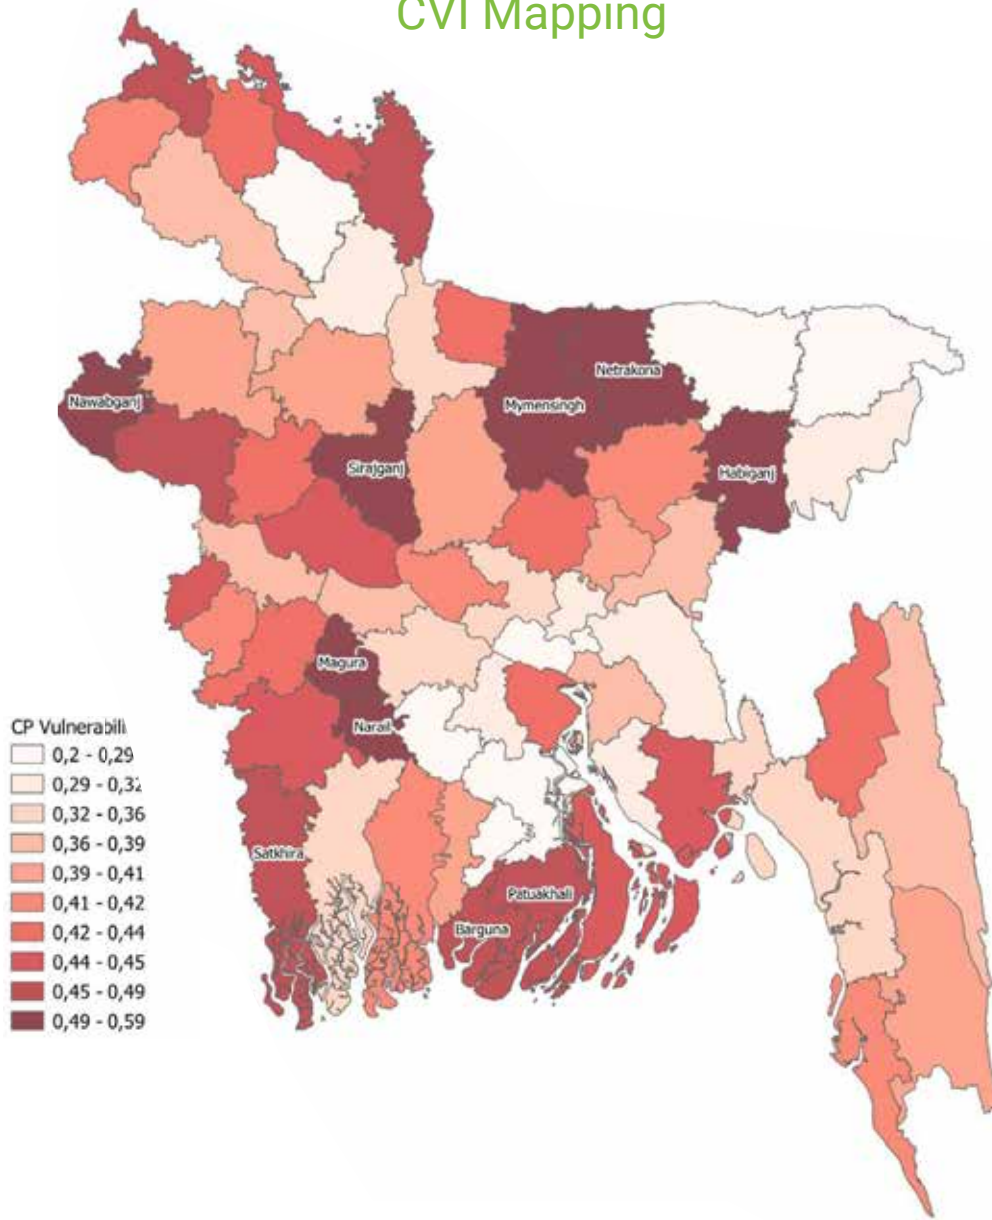 CVI Mapping
Netrakona
Nawabganj
Mymensingh
Sirajganj
Habiganj
Magura
Narail
Satkhira
Patuakhali
Barguna
CP Vulnerabili
0,2 - 0,29
0,29 - 0,32
0,32 - 0,36
0,36 - 0,39
0,39 - 0,41
0,41 - 0,42
0,42 - 0,44
0,44 - 0,45
0,45 - 0,49
0,49 - 0,59